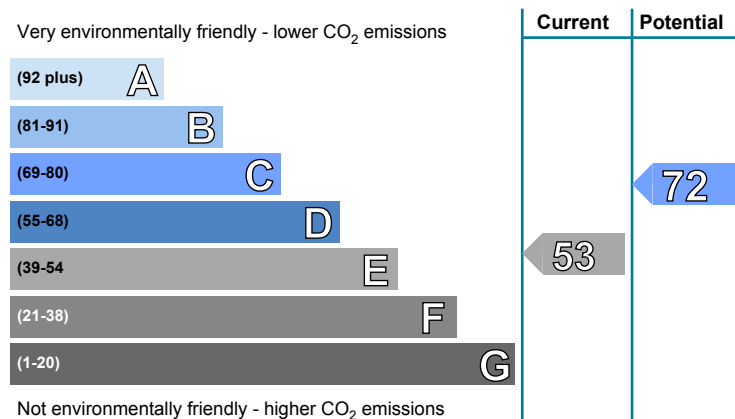 Very environmentally friendly - lower CO₂ emissions
Current
Potential
(92 plus) A
(81-91) B
(69-80) C
72
(55-68) D
(39-54 E
53
(21-38) F
(1-20) G
Not environmentally friendly - higher CO₂ emissions